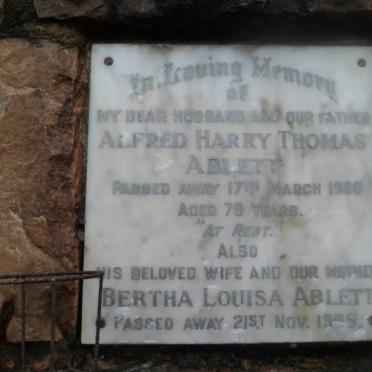 In Loving Memory
of
MY DEAR HUSBAND AND OUR FATHER
ALFRED HARRY THOMAS
ABLETT
PASSED AWAY 17TH MARCH
AGED 79 YEARS.
"AT REST."
ALSO
HIS BELOVED WIFE AND OUR MOTHER
BERTHA LOUISA ABLETT
PASSED AWAY 21ST NOV.